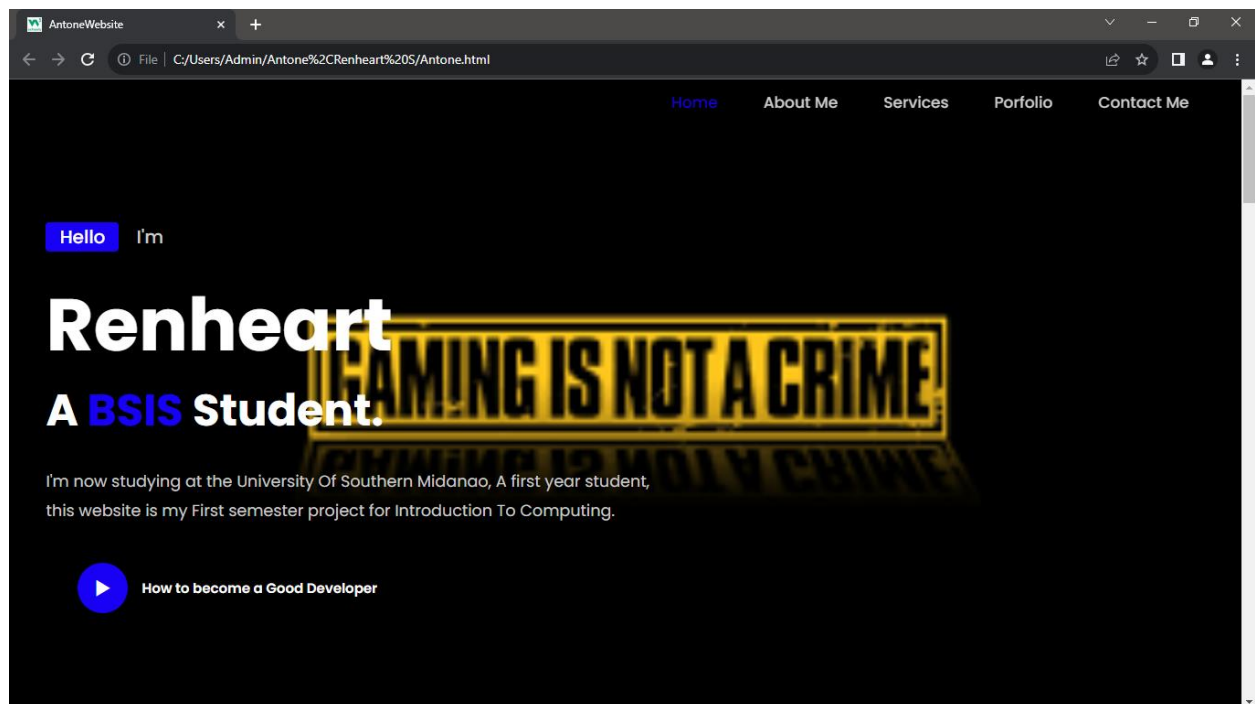 AntoneWebsite
File | C:/Users/Admin/Antone%2CRenheart%20S/Antone.html
Home About Me Services Porfolio Contact Me
Hello I'm
Renheart
GAMING IS NOT A CRIME!
A BSIS Student.
I'm now studying at the University Of Southern Midanao, A first year student,
this website is my First semester project for Introduction To Computing.
How to become a Good Developer